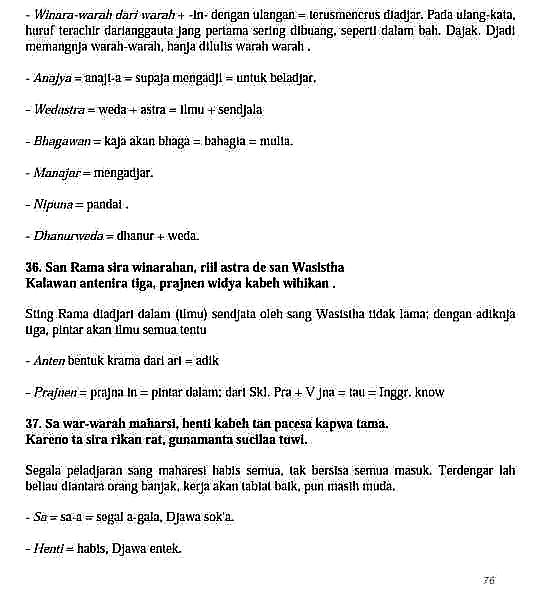 - Winara-warah dari warah + -in- dengan ulangan = terusmencrus diadjar. Pada ulang-kata,
huruf terachir darianggauta jang pertama sering dibuang, seperti dalam bah. Dajak. Djadi
memangnja warah-warah, hanja dilulis warah warah .
- Anajya = anaji-a = supaja mengadji = untuk beladjar.
- Wedastra = weda + astra = ilmu + sendjala
- Bhagawan = kaja akan bhaga = bahagia = mulia.
- Manajar = mengadjar.
- Nipuna = pandai .
- Dhanurweda = dhanur + weda.
36. San Rama sira winarahan, riil astra de san Wasistha
Kalawan antenira tiga, prajnen widya kabeh wihikan .
Sting Rama diadjari dalam (ilmu) sendjata oleh sang Wasistha tidak lama; dengan adiknja
tiga, pintar akan ilmu semua tentu
- Anten bentuk krama dari ari = adik
- Prajnen = prajna in = pintar dalam; dari Skl. Pra + V jna = tau = Inggr. know
37. Sa war-warah maharsi, henti kabeh tan pacesa kapwa tama.
Kareno ta sira rikan rat, gunamanta sucilaa tuwi.
Segala peladjaran sang maharesi habis semua, tak bersisa semua masuk. Terdengar lah
beliau diantara orang banjak, kerja akan tabiat baik, pun masih muda.
- Sa = sa-a = segal a-gala, Djawa sok'a.
- Henti = habis, Djawa entek.
76